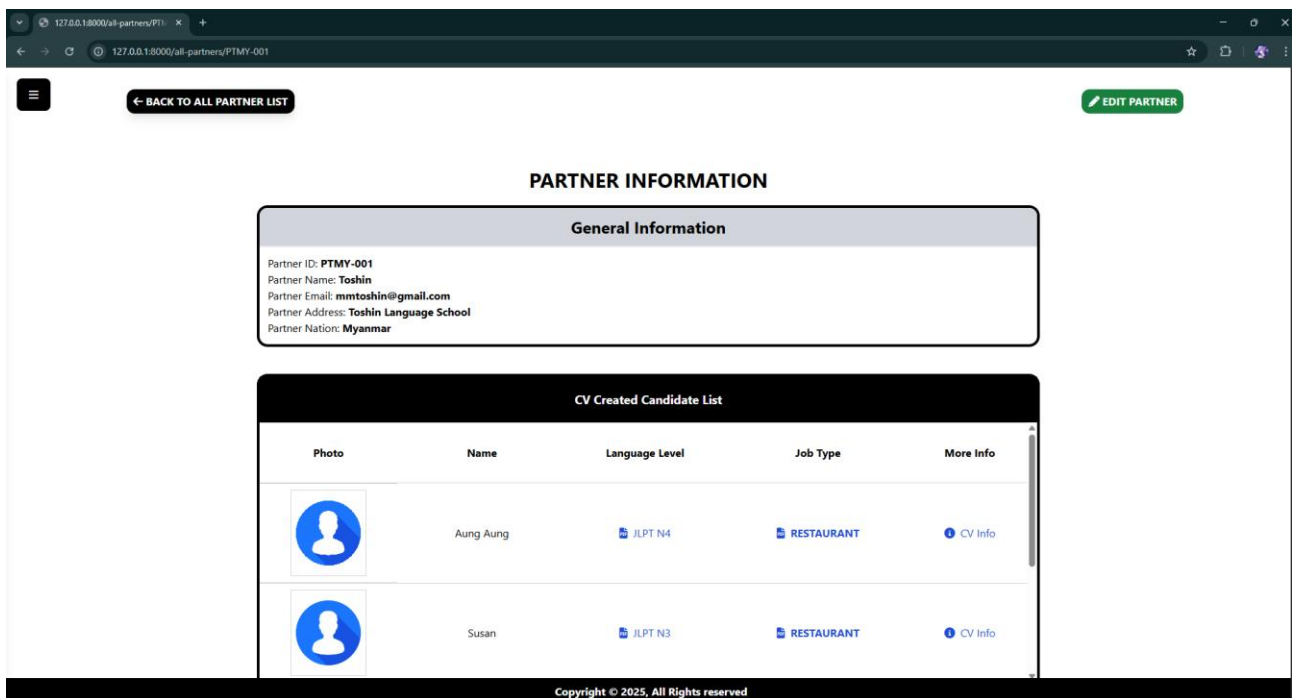 127.0.0.1:8000/all-partners/PT
127.0.0.1:8000/all-partners/PTMY-001
BACK TO ALL PARTNER LIST
EDIT PARTNER
PARTNER INFORMATION
General Information
Partner ID: PTMY-001
Partner Name: Toshin
Partner Email: mmtoshin@gmail.com
Partner Address: Toshin Language School
Partner Nation: Myanmar
CV Created Candidate List
Photo Name Language Level Job Type More Info
Aung Aung JLPT N4 RESTAURANT CV Info
Susan JLPT N3 RESTAURANT CV Info
Copyright © 2025, All Rights reserved